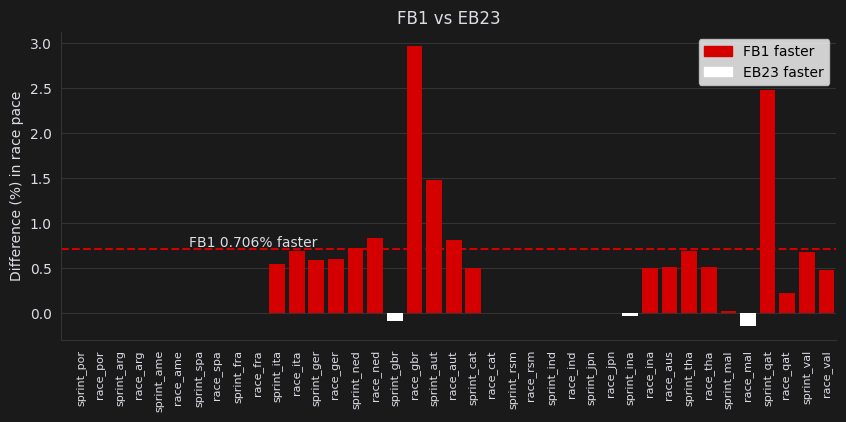 FB1 vs EB23
FB1 faster
EB23 faster
Difference (%) in race pace
3.0
2.5
2.0
1.5
1.0
0.5
0.0
FB1 0.706% faster
sprint_por
race_por
sprint_arg
race_arg
sprint_ame
race_ame
sprint_spa
race_spa
sprint_fra
race_fra
sprint_ita
race_ita
sprint_ger
race_ger
sprint_ned
race_ned
sprint_gbr
race_gbr
sprint_aut
race_aut
sprint_cat
race_cat
sprint_rsm
race_rsm
sprint_ind
race_ind
sprint_jpn
race_jpn
sprint_ina
race_ina
race_aus
sprint_tha
race_tha
sprint_mal
race_mal
sprint_qat
race_qat
sprint_val
race_val